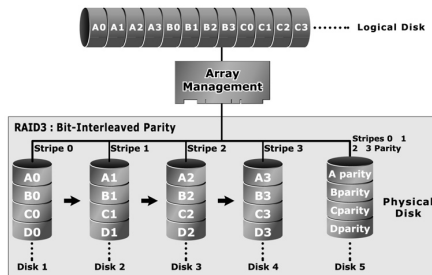 A0 A1 A2 A3 B0 B1 B2 B3 C0 C1 C2 C3 Logical Disk
Array
Management
RAID3 : Bit-Interleaved Parity
Stripe 0 Stripe 1 Stripe 2 Stripe 3 Stripes 0 1
2 3 Parity
A0 A1 A2 A3 A parity
B0 B1 B2 B3 Bparity
C0 C1 C2 C3 Cparity
D0 D1 D2 D3 Dparity
Physical
Disk
Disk 1 Disk 2 Disk 3 Disk 4 Disk 5